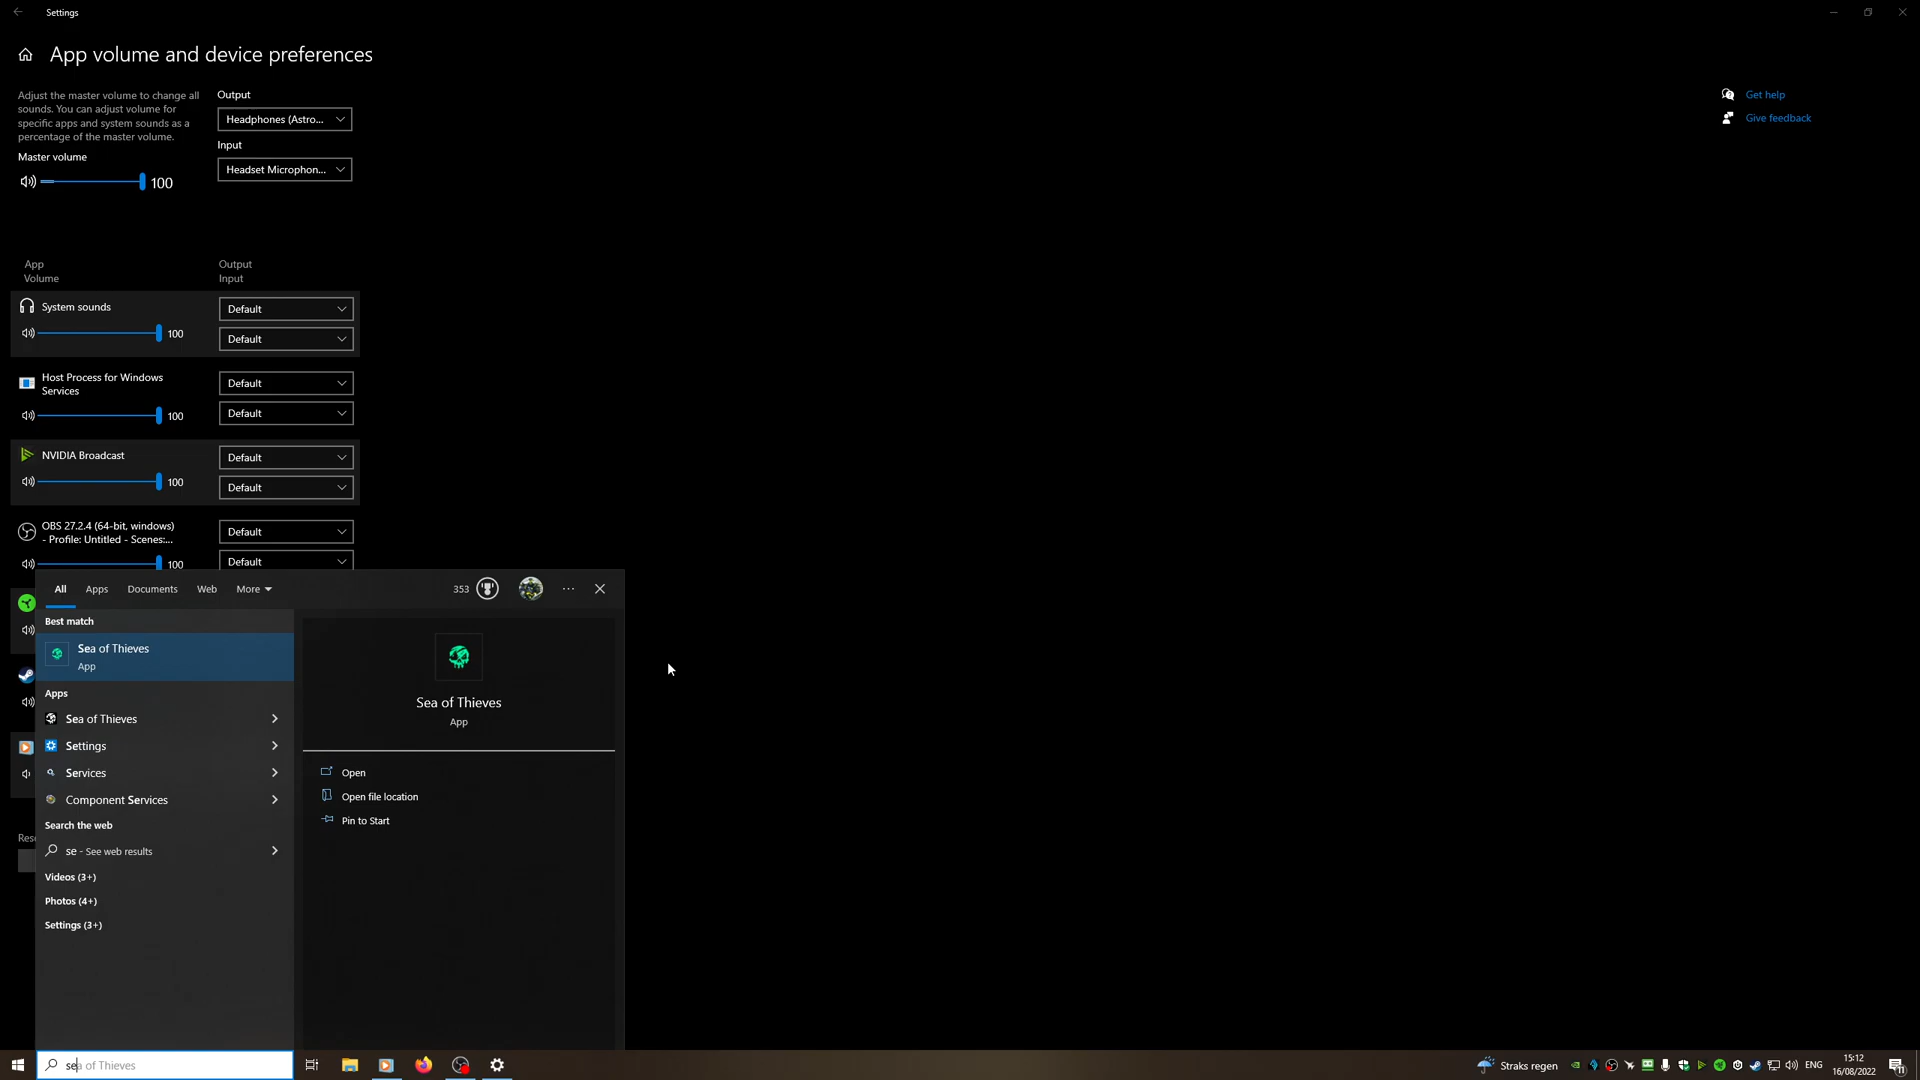 Settings
App volume and device preferences
Adjust the master volume to change all
sounds. You can adjust volume for
specific apps and system sounds as a
percentage of the master volume.
Master volume
100
Output
Headphones (Astro...
Input
Headset Microphon...
Get help
Give feedback
App
Volume
Output
Input
System sounds
100
Default
Default
Host Process for Windows
Services
100
Default
Default
NVIDIA Broadcast
100
Default
Default
OBS 27.2.4 (64-bit, windows)
- Profile: Untitled - Scenes:...
100
Default
Default
All
Apps
Documents
Web
More
353
Best match
Sea of Thieves
App
Apps
Sea of Thieves
Settings
Services
Component Services
Search the web
se - See web results
Videos (3+)
Photos (4+)
Settings (3+)
Sea of Thieves
App
Open
Open file location
Pin to Start
Rese
sea of Thieves
Straks regen
ENG
15:12
16/08/2022